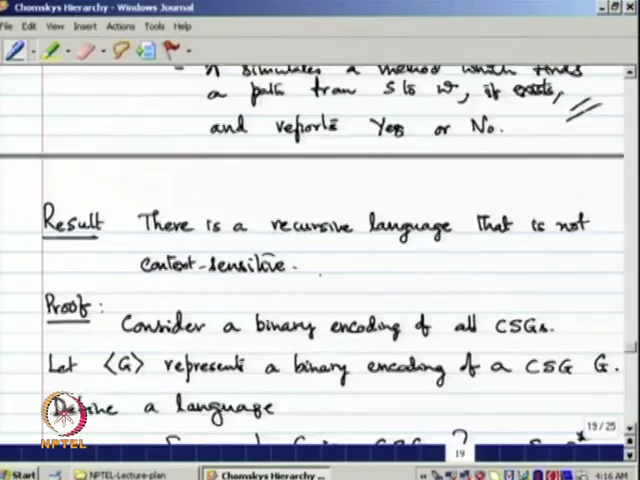 Chomskys Hierarchy - Windows Journal
File Edit View Insert Actions Tools Help
- It simulates a method which finds
a path from S to w, if exists,
and reports Yes or No.
Result There is a recursive language that is not
context-sensitive.
Proof:
Consider a binary encoding of all CSGs.
Let ⟨G⟩ represent a binary encoding of a CSG G.
Define a language
NPTEL
19/25
19
Start NPTEL-Lecture-plan Chomskys Hierarchy - ... 4:16 AM